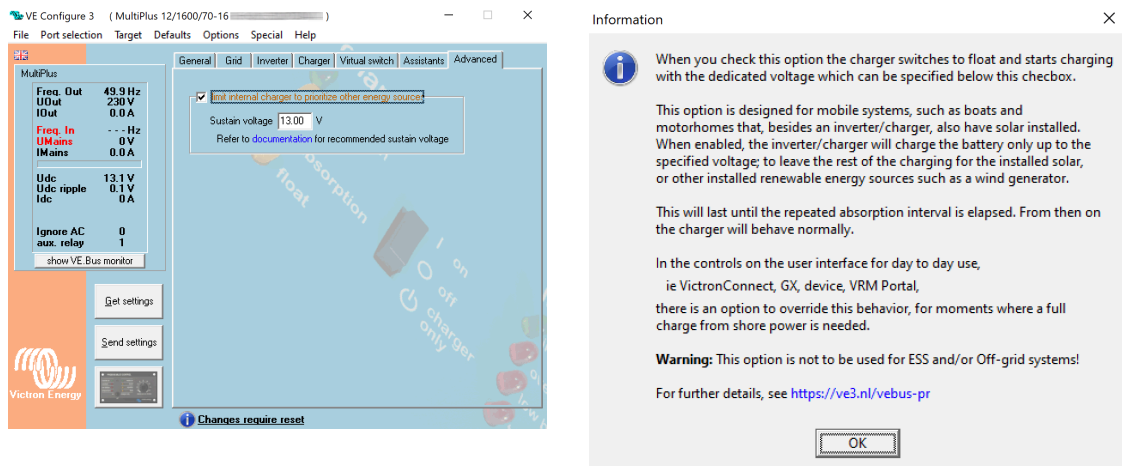 VE Configure 3 ( MultiPlus 12/1600/70-16 )
File Port selection Target Defaults Options Special Help
General Grid Inverter Charger Virtual switch Assistants Advanced
MultiPlus
Freq. Out 49.9 Hz
UOut 230 V
IOut 0.0 A
Freq. In - - - Hz
UMains 0 V
IMains 0.0 A
Udc 13.1 V
Udc ripple 0.1 V
Idc 0 A
Ignore AC 0
aux. relay 1
show VE.Bus monitor
Get settings
Send settings
Victron Energy
limit internal charger to prioritize other energy source
Sustain voltage 13.00 V
Refer to documentation for recommended sustain voltage
float
absorption
on
off
charger
only
Changes require reset
Information
When you check this option the charger switches to float and starts charging
with the dedicated voltage which can be specified below this checbox.
This option is designed for mobile systems, such as boats and
motorhomes that, besides an inverter/charger, also have solar installed.
When enabled, the inverter/charger will charge the battery only up to the
specified voltage; to leave the rest of the charging for the installed solar,
or other installed renewable energy sources such as a wind generator.
This will last until the repeated absorption interval is elapsed. From then on
the charger will behave normally.
In the controls on the user interface for day to day use,
ie VictronConnect, GX, device, VRM Portal,
there is an option to override this behavior, for moments where a full
charge from shore power is needed.
Warning: This option is not to be used for ESS and/or Off-grid systems!
For further details, see https://ve3.nl/vebus-pr
OK